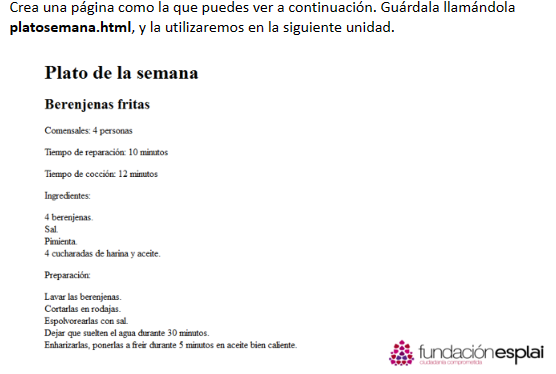 Crea una página como la que puedes ver a continuación. Guárdala llamándola
platosemana.html, y la utilizaremos en la siguiente unidad.
Plato de la semana
Berenjenas fritas
Comensales: 4 personas
Tiempo de reparación: 10 minutos
Tiempo de cocción: 12 minutos
Ingredientes:
4 berenjenas.
Sal.
Pimienta.
4 cucharadas de harina y aceite.
Preparación:
Lavar las berenjenas.
Cortarlas en rodajas.
Espolvorearlas con sal.
Dejar que suelten el agua durante 30 minutos.
Enharizarlas, ponerlas a freir durante 5 minutos en aceite bien caliente.
fundaciónesplai
ciudadanía comprometida